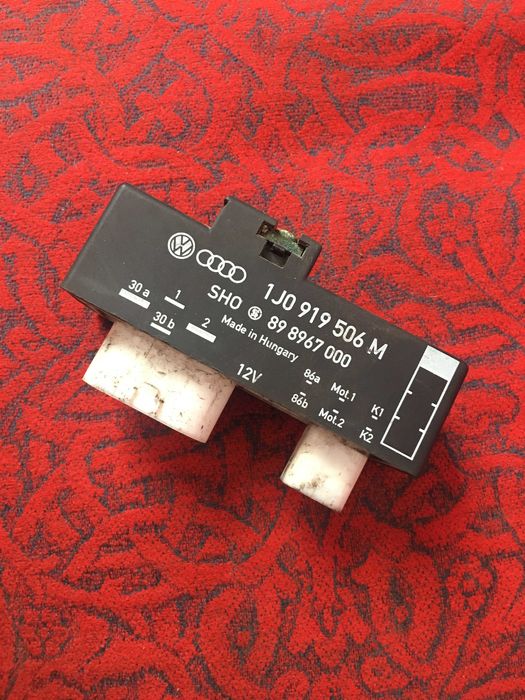 1J0 919 506 M
SHO 89 8967 000
Made in Hungary
30 a 1
30 b 2
12V
86a Mot.1 K1
86b Mot.2 K2